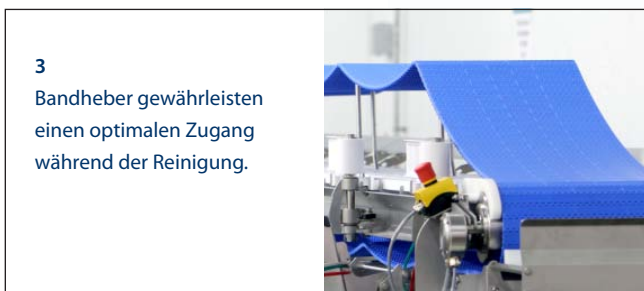 3
Bandheber gewährleisten
einen optimalen Zugang
während der Reinigung.